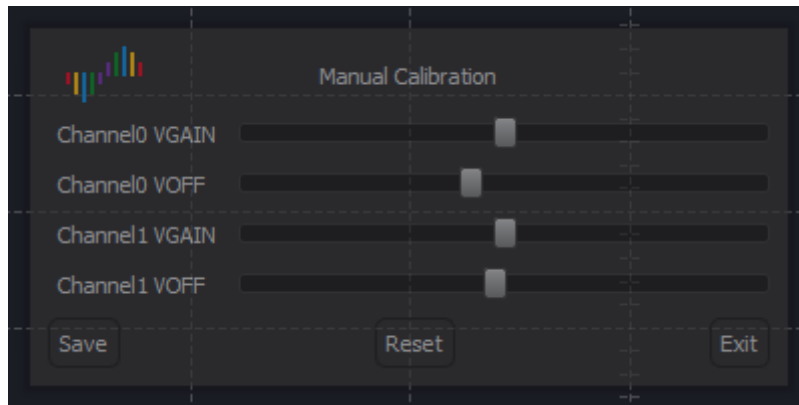 Manual Calibration
Channel0 VGAIN
Channel0 VOFF
Channel1 VGAIN
Channel1 VOFF
Save Reset Exit